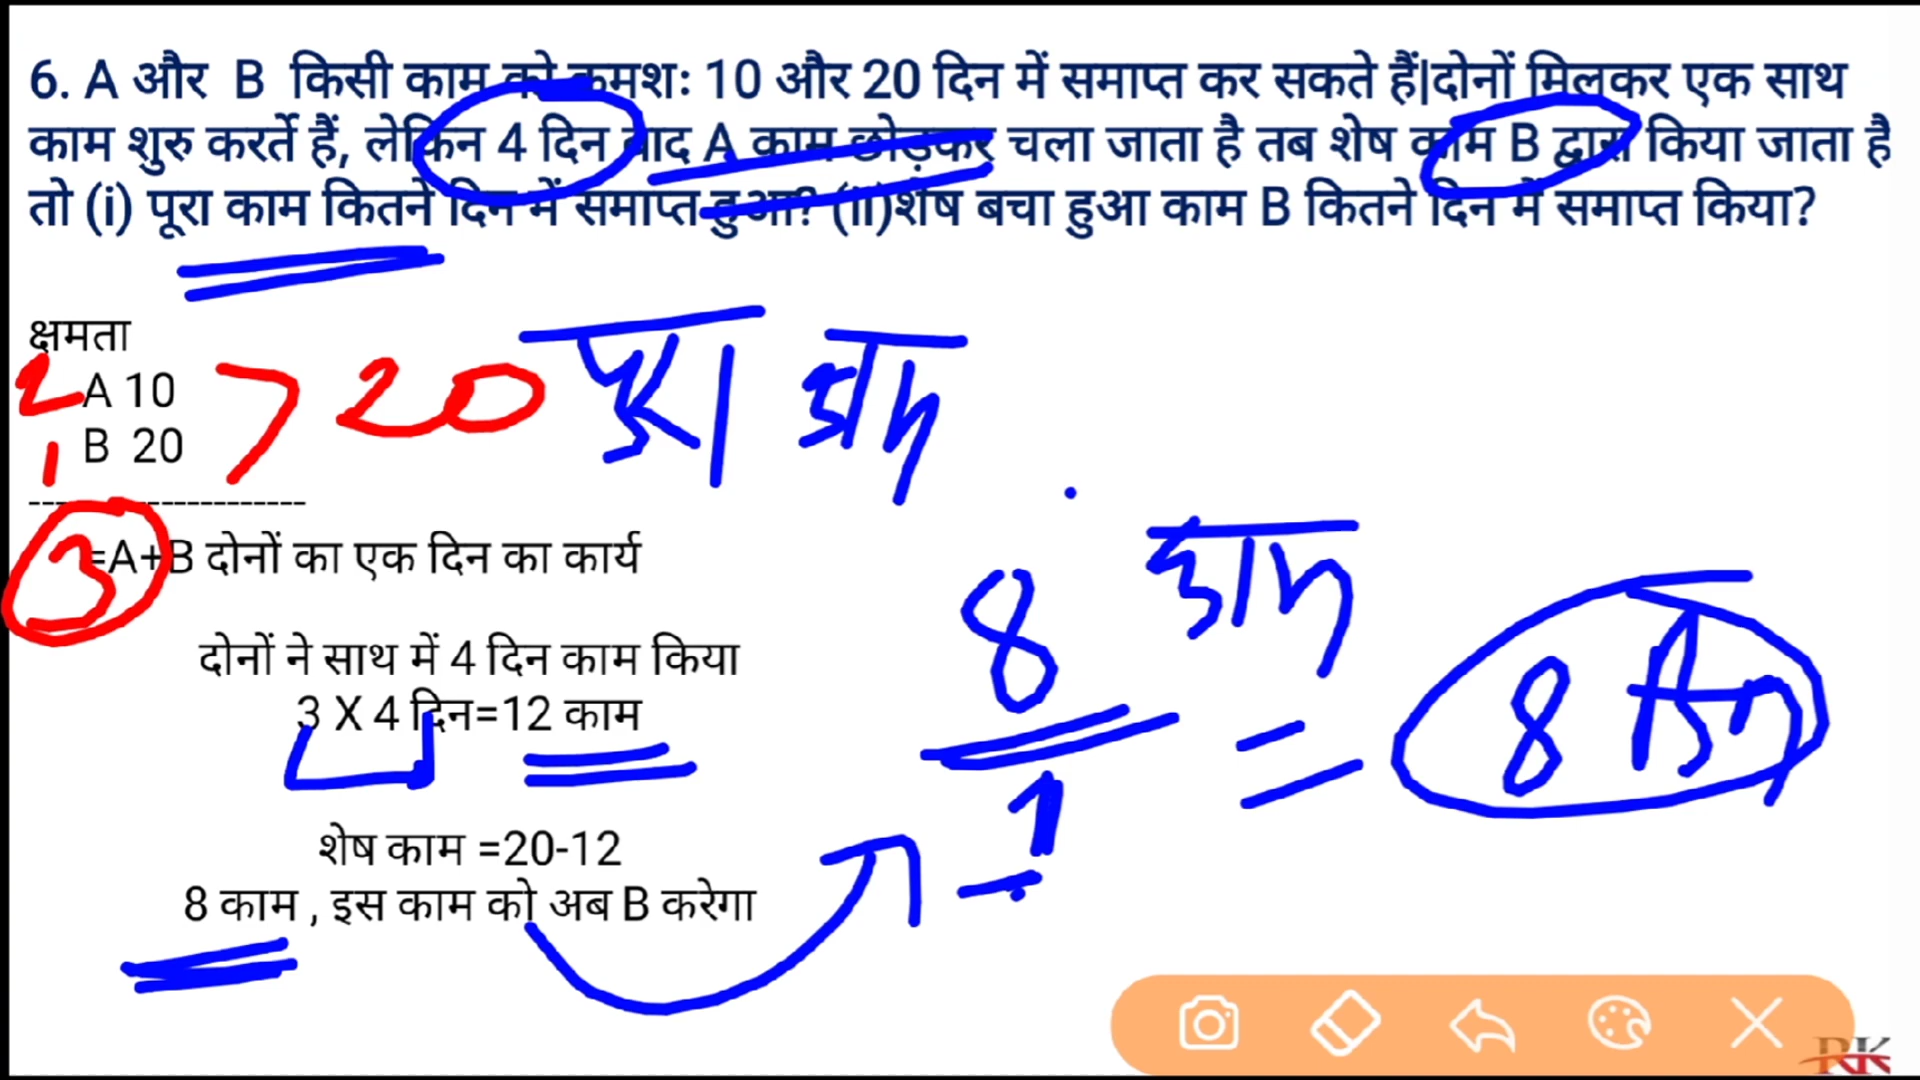 6. A और B किसी काम को क्रमशः 10 और 20 दिन में समाप्त कर सकते हैं|दोनों मिलकर एक साथ
काम शुरु करर्ते हैं, लेकिन 4 दिन बाद A काम छोड़कर चला जाता है तब शेष काम B द्वारा किया जाता है
तो (i) पूरा काम कितने दिन में समाप्त हुआ? (ii)शेष बचा हुआ काम B कितने दिन में समाप्त किया?
क्षमता
2 A 10
> 20
पूरा काम
1 B 20
--------------------
3 =A+B दोनों का एक दिन का कार्य
दोनों ने साथ में 4 दिन काम किया
3 X 4 दिन=12 काम
8 काम
1
= 8 दिन
शेष काम =20-12
8 काम , इस काम को अब B करेगा
RK